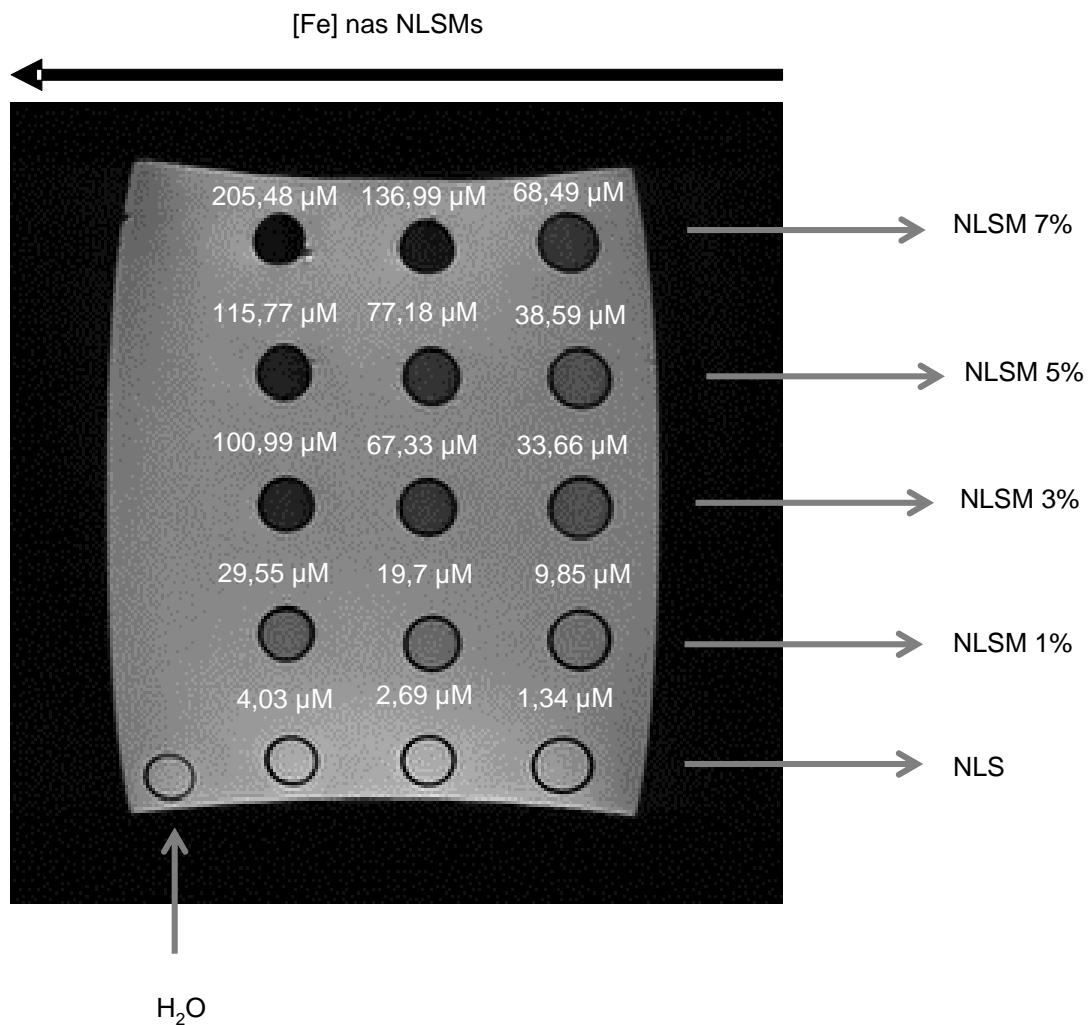 [Fe] nas NLSMs
205,48 µM 136,99 µM 68,49 µM
NLSM 7%
115,77 µM 77,18 µM 38,59 µM
NLSM 5%
100,99 µM 67,33 µM 33,66 µM
NLSM 3%
29,55 µM 19,7 µM 9,85 µM
NLSM 1%
4,03 µM 2,69 µM 1,34 µM
NLS
H₂O